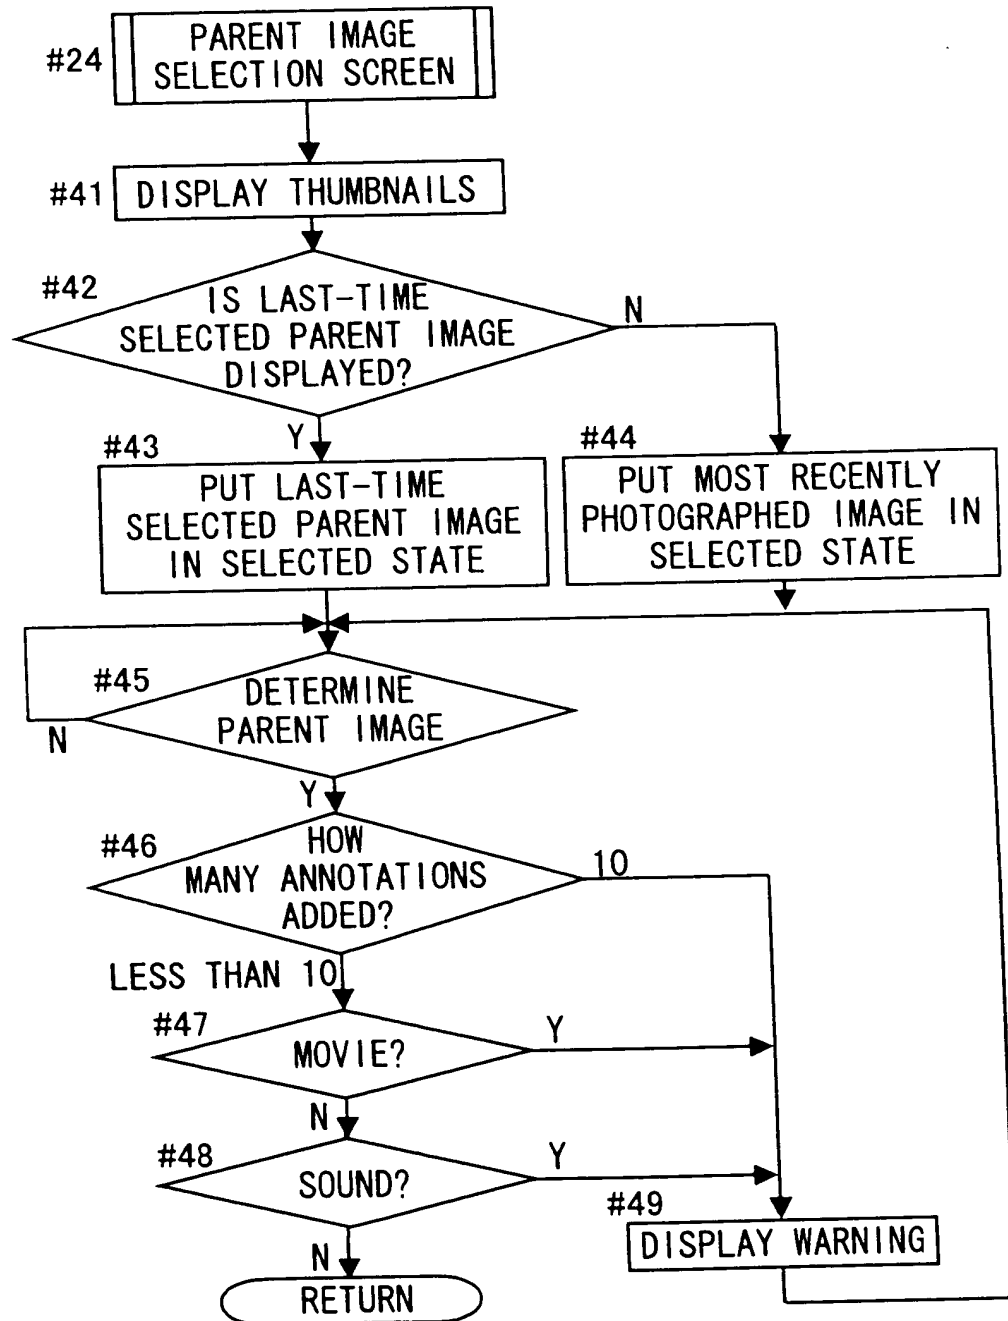 #24
PARENT IMAGE
SELECTION SCREEN
#41
DISPLAY THUMBNAILS
#42
IS LAST-TIME
SELECTED PARENT IMAGE
DISPLAYED?
N
Y
#43
PUT LAST-TIME
SELECTED PARENT IMAGE
IN SELECTED STATE
#44
PUT MOST RECENTLY
PHOTOGRAPHED IMAGE IN
SELECTED STATE
#45
DETERMINE
PARENT IMAGE
N
Y
#46
HOW
MANY ANNOTATIONS
ADDED?
10
LESS THAN 10
#47
MOVIE?
Y
N
#48
SOUND?
Y
N
#49
DISPLAY WARNING
RETURN